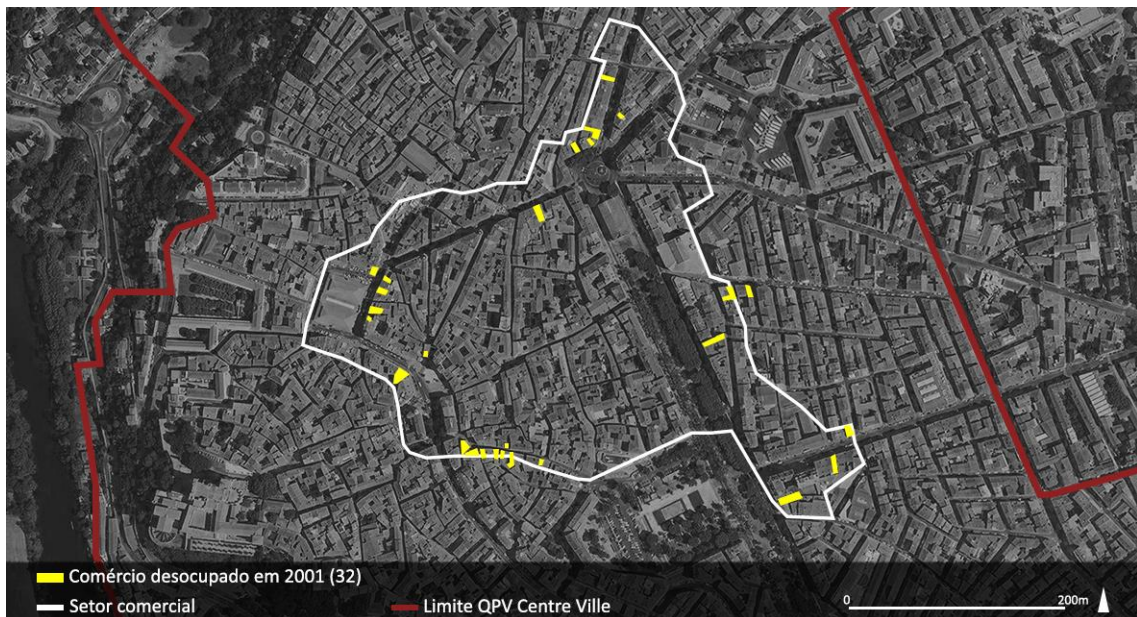 Comércio desocupado em 2001 (32)
Setor comercial
Limite QPV Centre Ville
0
200m